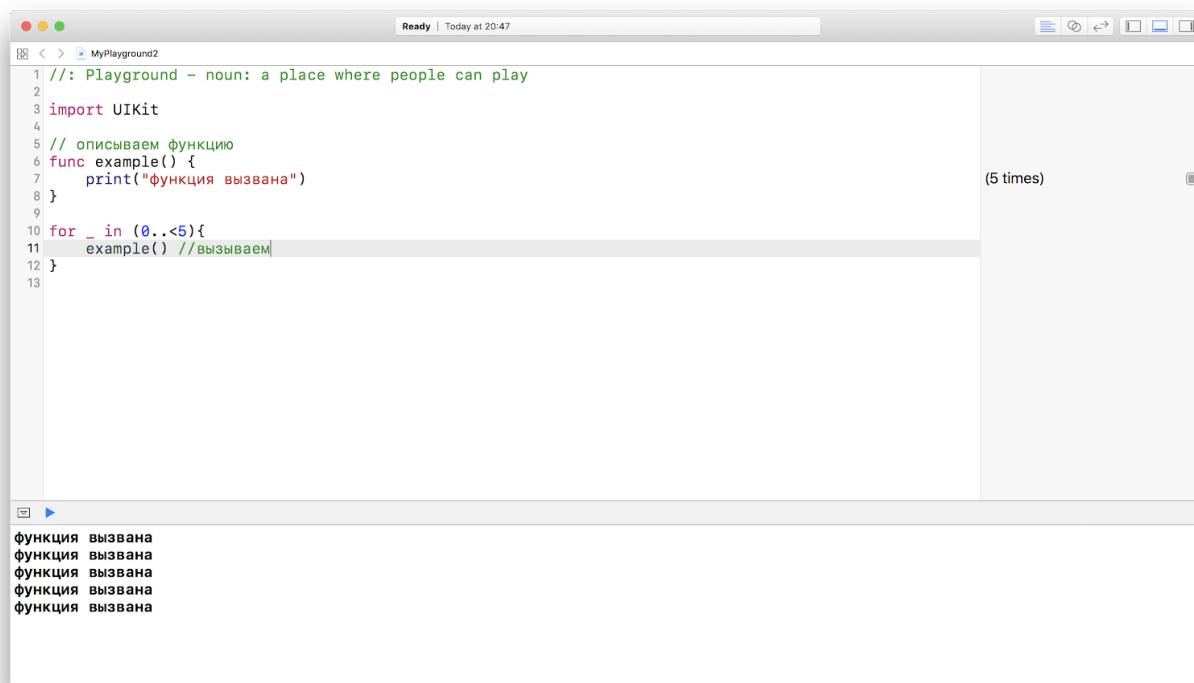 Ready | Today at 20:47
MyPlayground2
1 //: Playground – noun: a place where people can play
2
3 import UIKit
4
5 // описываем функцию
6 func example() {
7 print("функция вызвана")
(5 times)
8 }
9
10 for _ in (0..<5){
11 example() //вызываем
12 }
13
функция вызвана
функция вызвана
функция вызвана
функция вызвана
функция вызвана